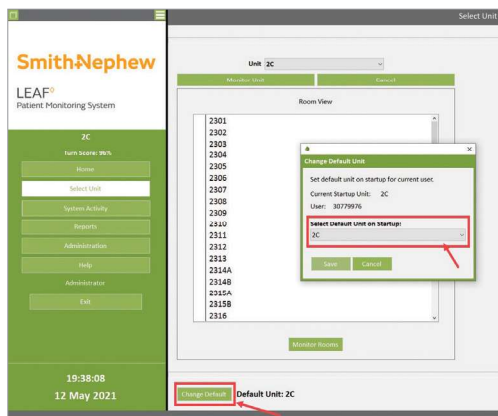 Select Unit
Smith+Nephew
LEAF◊
Patient Monitoring System
2C
Turn Score: 96%
Home
Select Unit
System Activity
Reports
Administration
Help
Administrator
Exit
19:38:08
12 May 2021
Unit 2C
Monitor Unit
Cancel
Room View
2301
2302
2303
2304
2305
2306
2307
2308
2309
2310
2311
2312
2313
2314A
2314B
2315A
2315B
2316
Monitor Rooms
Change Default Unit
Set default unit on startup for current user.
Current Startup Unit: 2C
User: 30779976
Select Default Unit on Startup:
2C
Save Cancel
Change Default Default Unit: 2C